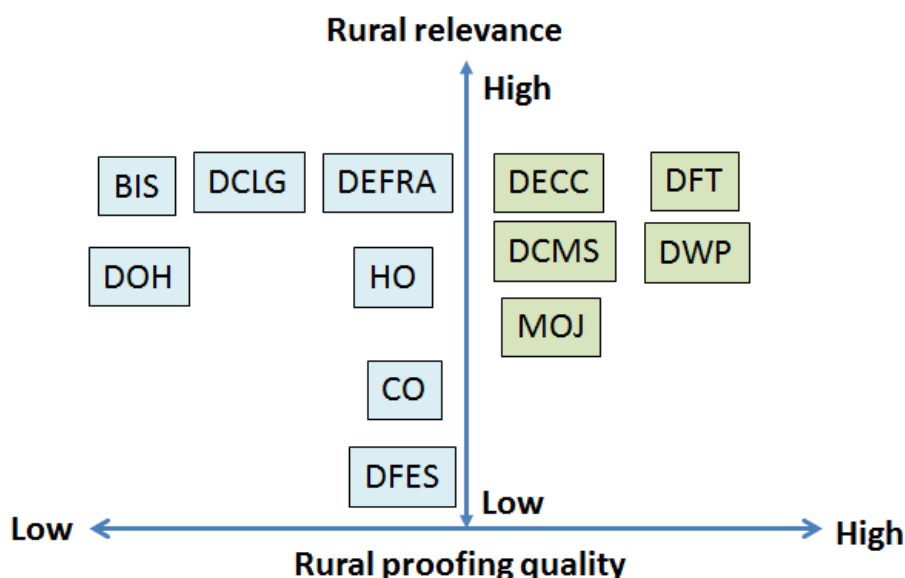 Rural relevance
High
BIS
DCLG
DEFRA
DECC
DFT
DOH
HO
DCMS
DWP
MOJ
CO
DFES
Low
Low
High
Rural proofing quality